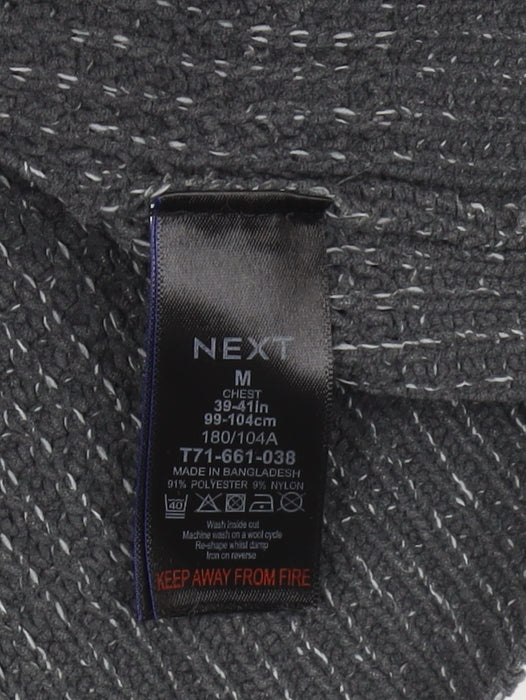 NEXT
M
CHEST
39-41in
99-104cm
180/104A
T71-661-038
MADE IN BANGLADESH
91% POLYESTER 9% NYLON
40
Wash inside out
Machine wash on a wool cycle
Re-shape whilst damp
Iron on reverse
KEEP AWAY FROM FIRE